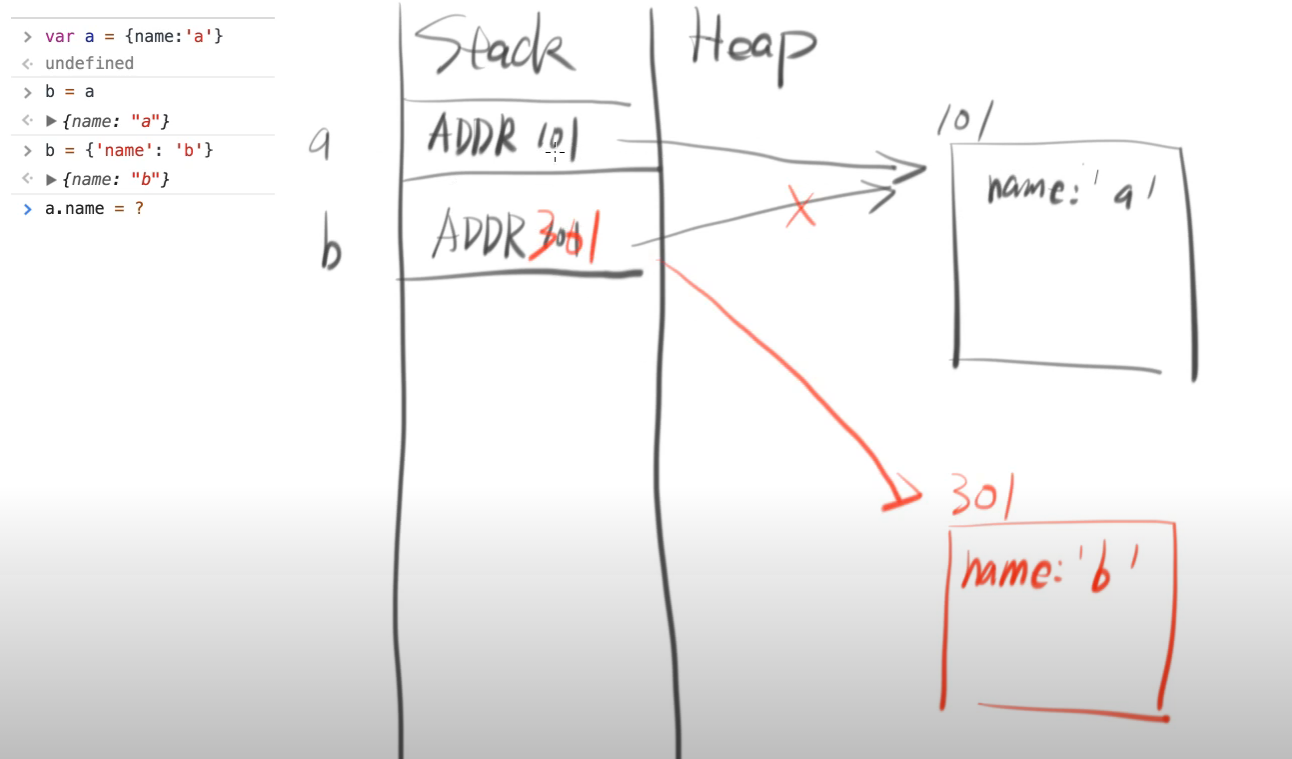 > var a = {name:'a'}
undefined
> b = a
▶{name: "a"}
> b = {'name': 'b'}
▶{name: "b"}
> a.name = ?
Stack
Heap
a
ADDR 101
b
ADDR 301
101
name: 'a'
301
name: 'b'